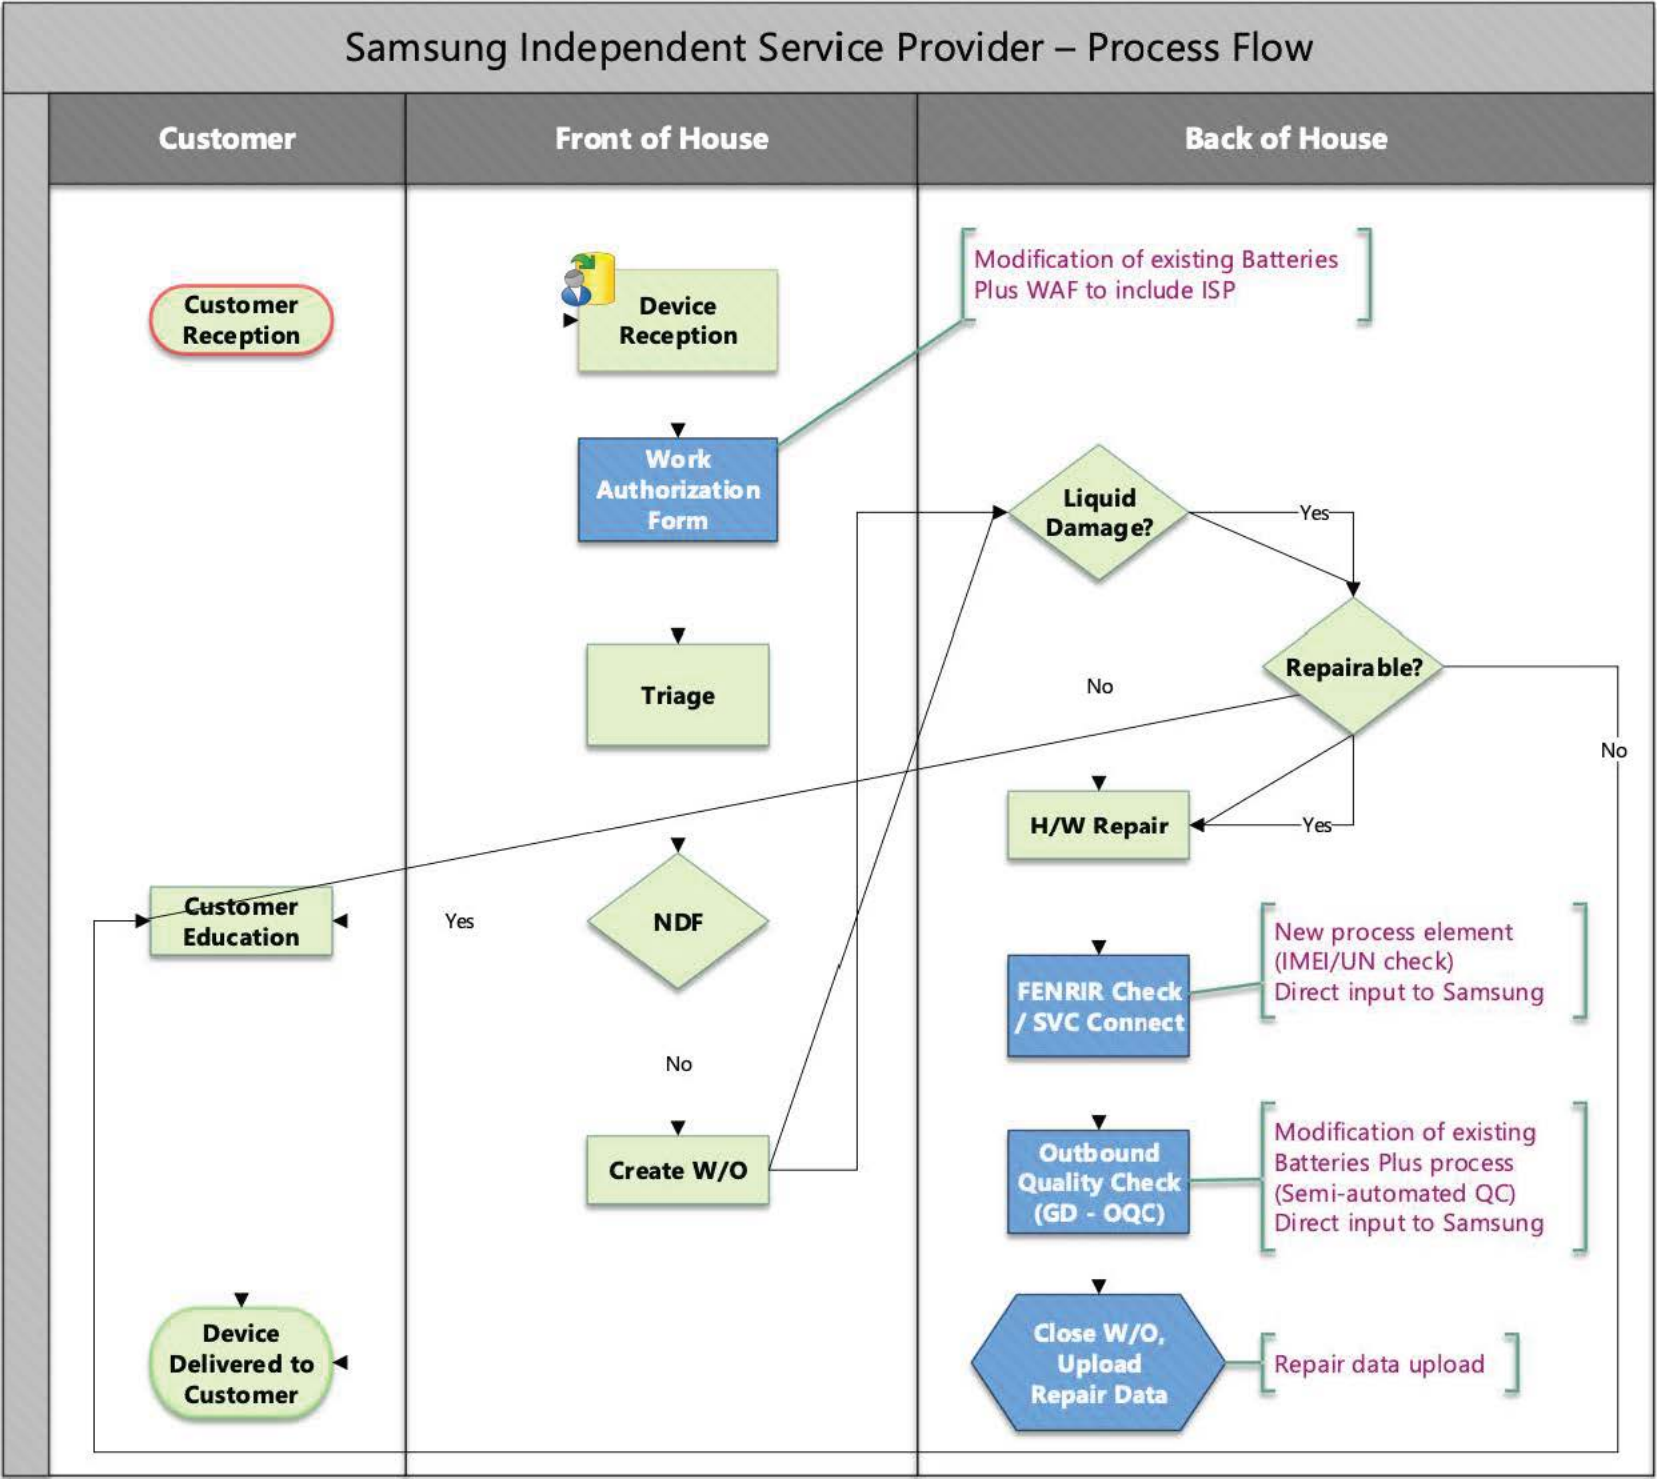 Samsung Independent Service Provider – Process Flow
Customer
Front of House
Back of House
Customer
Reception
Device
Reception
Modification of existing Batteries
Plus WAF to include ISP
Work
Authorization
Form
Liquid
Damage?
Yes
Triage
No
Repairable?
No
H/W Repair
Yes
Customer
Education
Yes
NDF
No
FENRIR Check
/ SVC Connect
New process element
(IMEI/UN check)
Direct input to Samsung
Create W/O
Outbound
Quality Check
(GD - OQC)
Modification of existing
Batteries Plus process
(Semi-automated QC)
Direct input to Samsung
Device
Delivered to
Customer
Close W/O,
Upload
Repair Data
Repair data upload